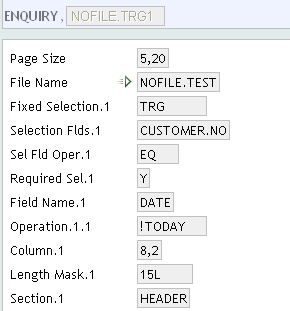 ENQUIRY, NOFILE.TRG1
Page Size 5,20
File Name NOFILE.TEST
Fixed Selection.1 TRG
Selection Flds.1 CUSTOMER.NO
Sel Fld Oper.1 EQ
Required Sel.1 Y
Field Name.1 DATE
Operation.1.1 !TODAY
Column.1 8,2
Length Mask.1 15L
Section.1 HEADER